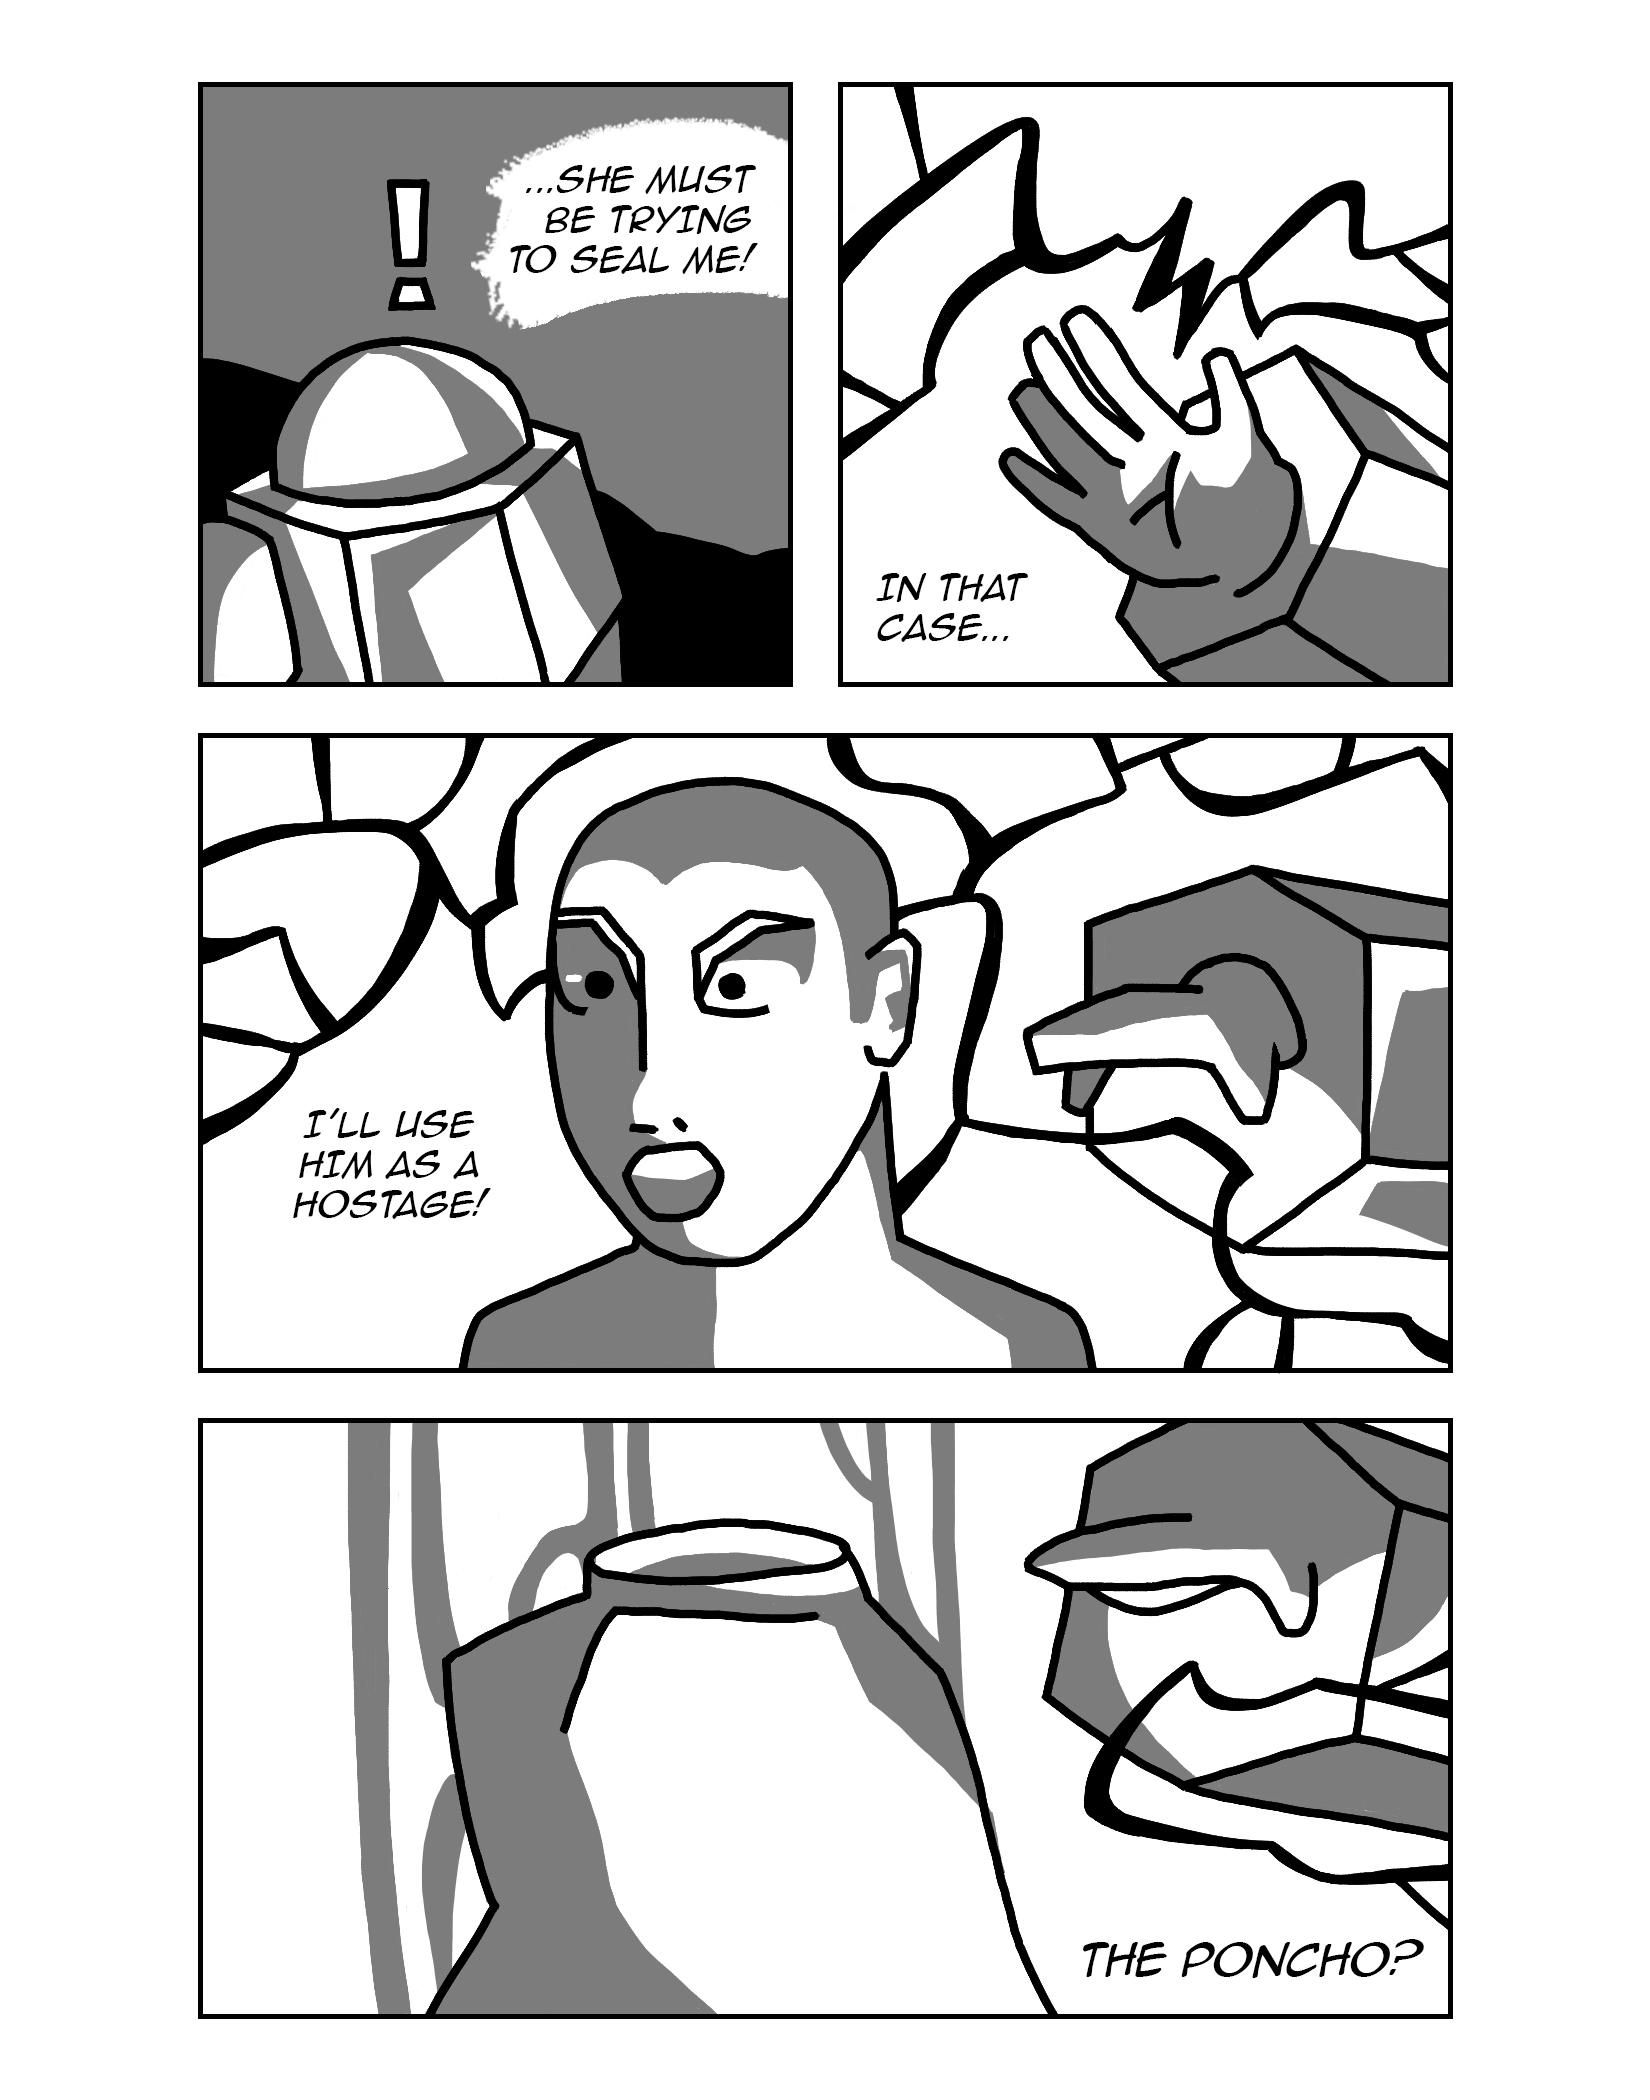 ...SHE MUST
BE TRYING
TO SEAL ME!
!
IN THAT
CASE...
I'LL USE
HIM AS A
HOSTAGE!
THE PONCHO?